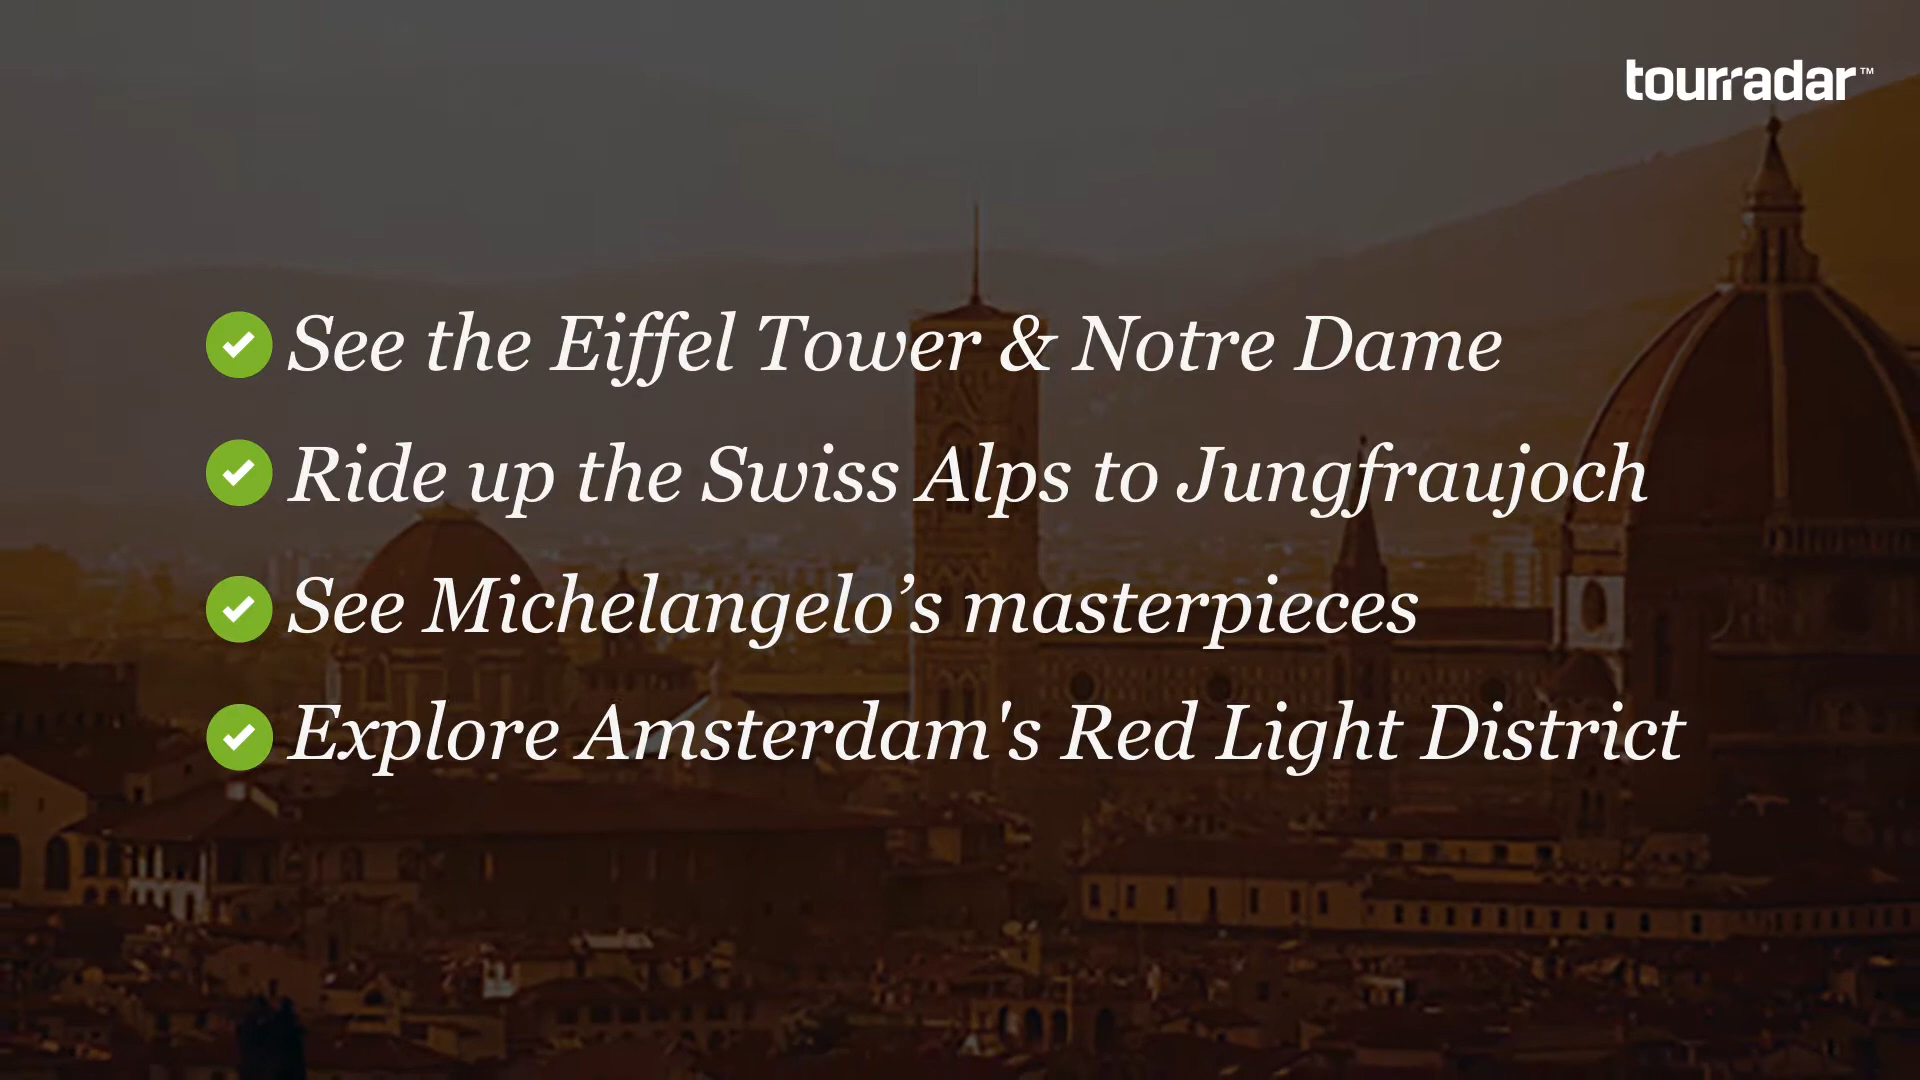 tourradar™
See the Eiffel Tower & Notre Dame
Ride up the Swiss Alps to Jungfraujoch
See Michelangelo’s masterpieces
Explore Amsterdam's Red Light District